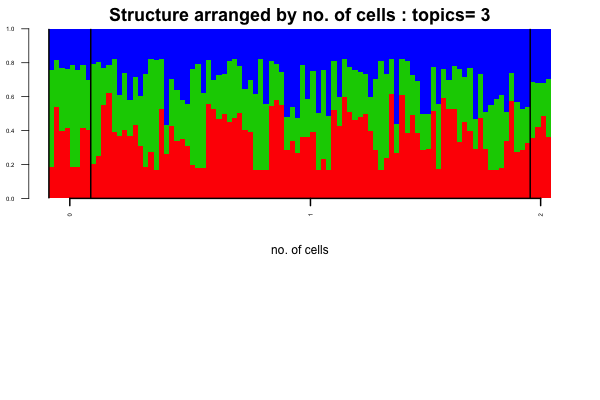 Structure arranged by no. of cells : topics= 3
1.0
0.8
0.6
0.4
0.2
0.0
0 1 2
no. of cells